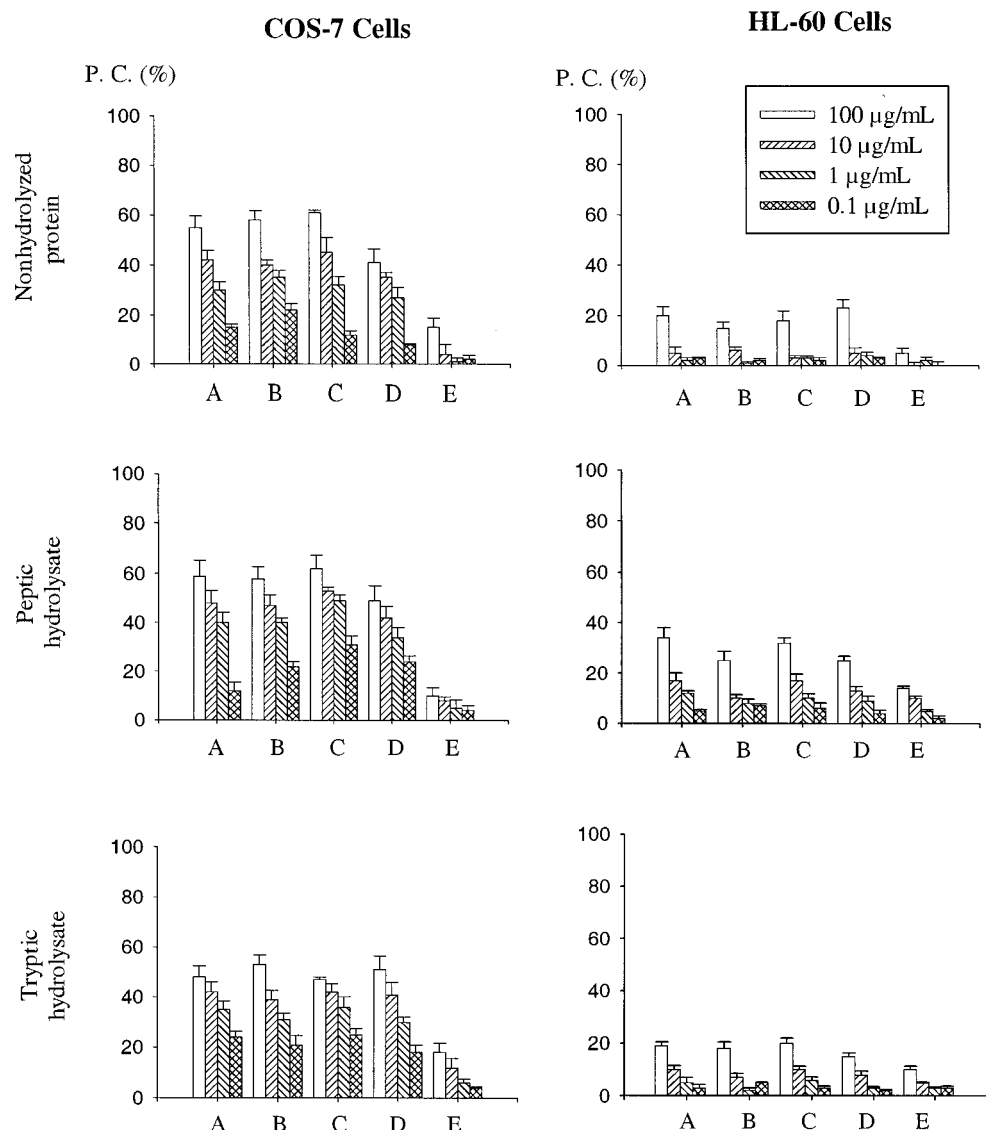 COS-7 Cells
HL-60 Cells
P. C. (%)
P. C. (%)
100 µg/mL
10 µg/mL
1 µg/mL
0.1 µg/mL
Nonhydrolyzed
protein
100
80
60
40
20
0
A B C D E
100
80
60
40
20
0
A B C D E
Peptic
hydrolysate
100
80
60
40
20
0
A B C D E
100
80
60
40
20
0
A B C D E
Tryptic
hydrolysate
100
80
60
40
20
0
A B C D E
100
80
60
40
20
0
A B C D E